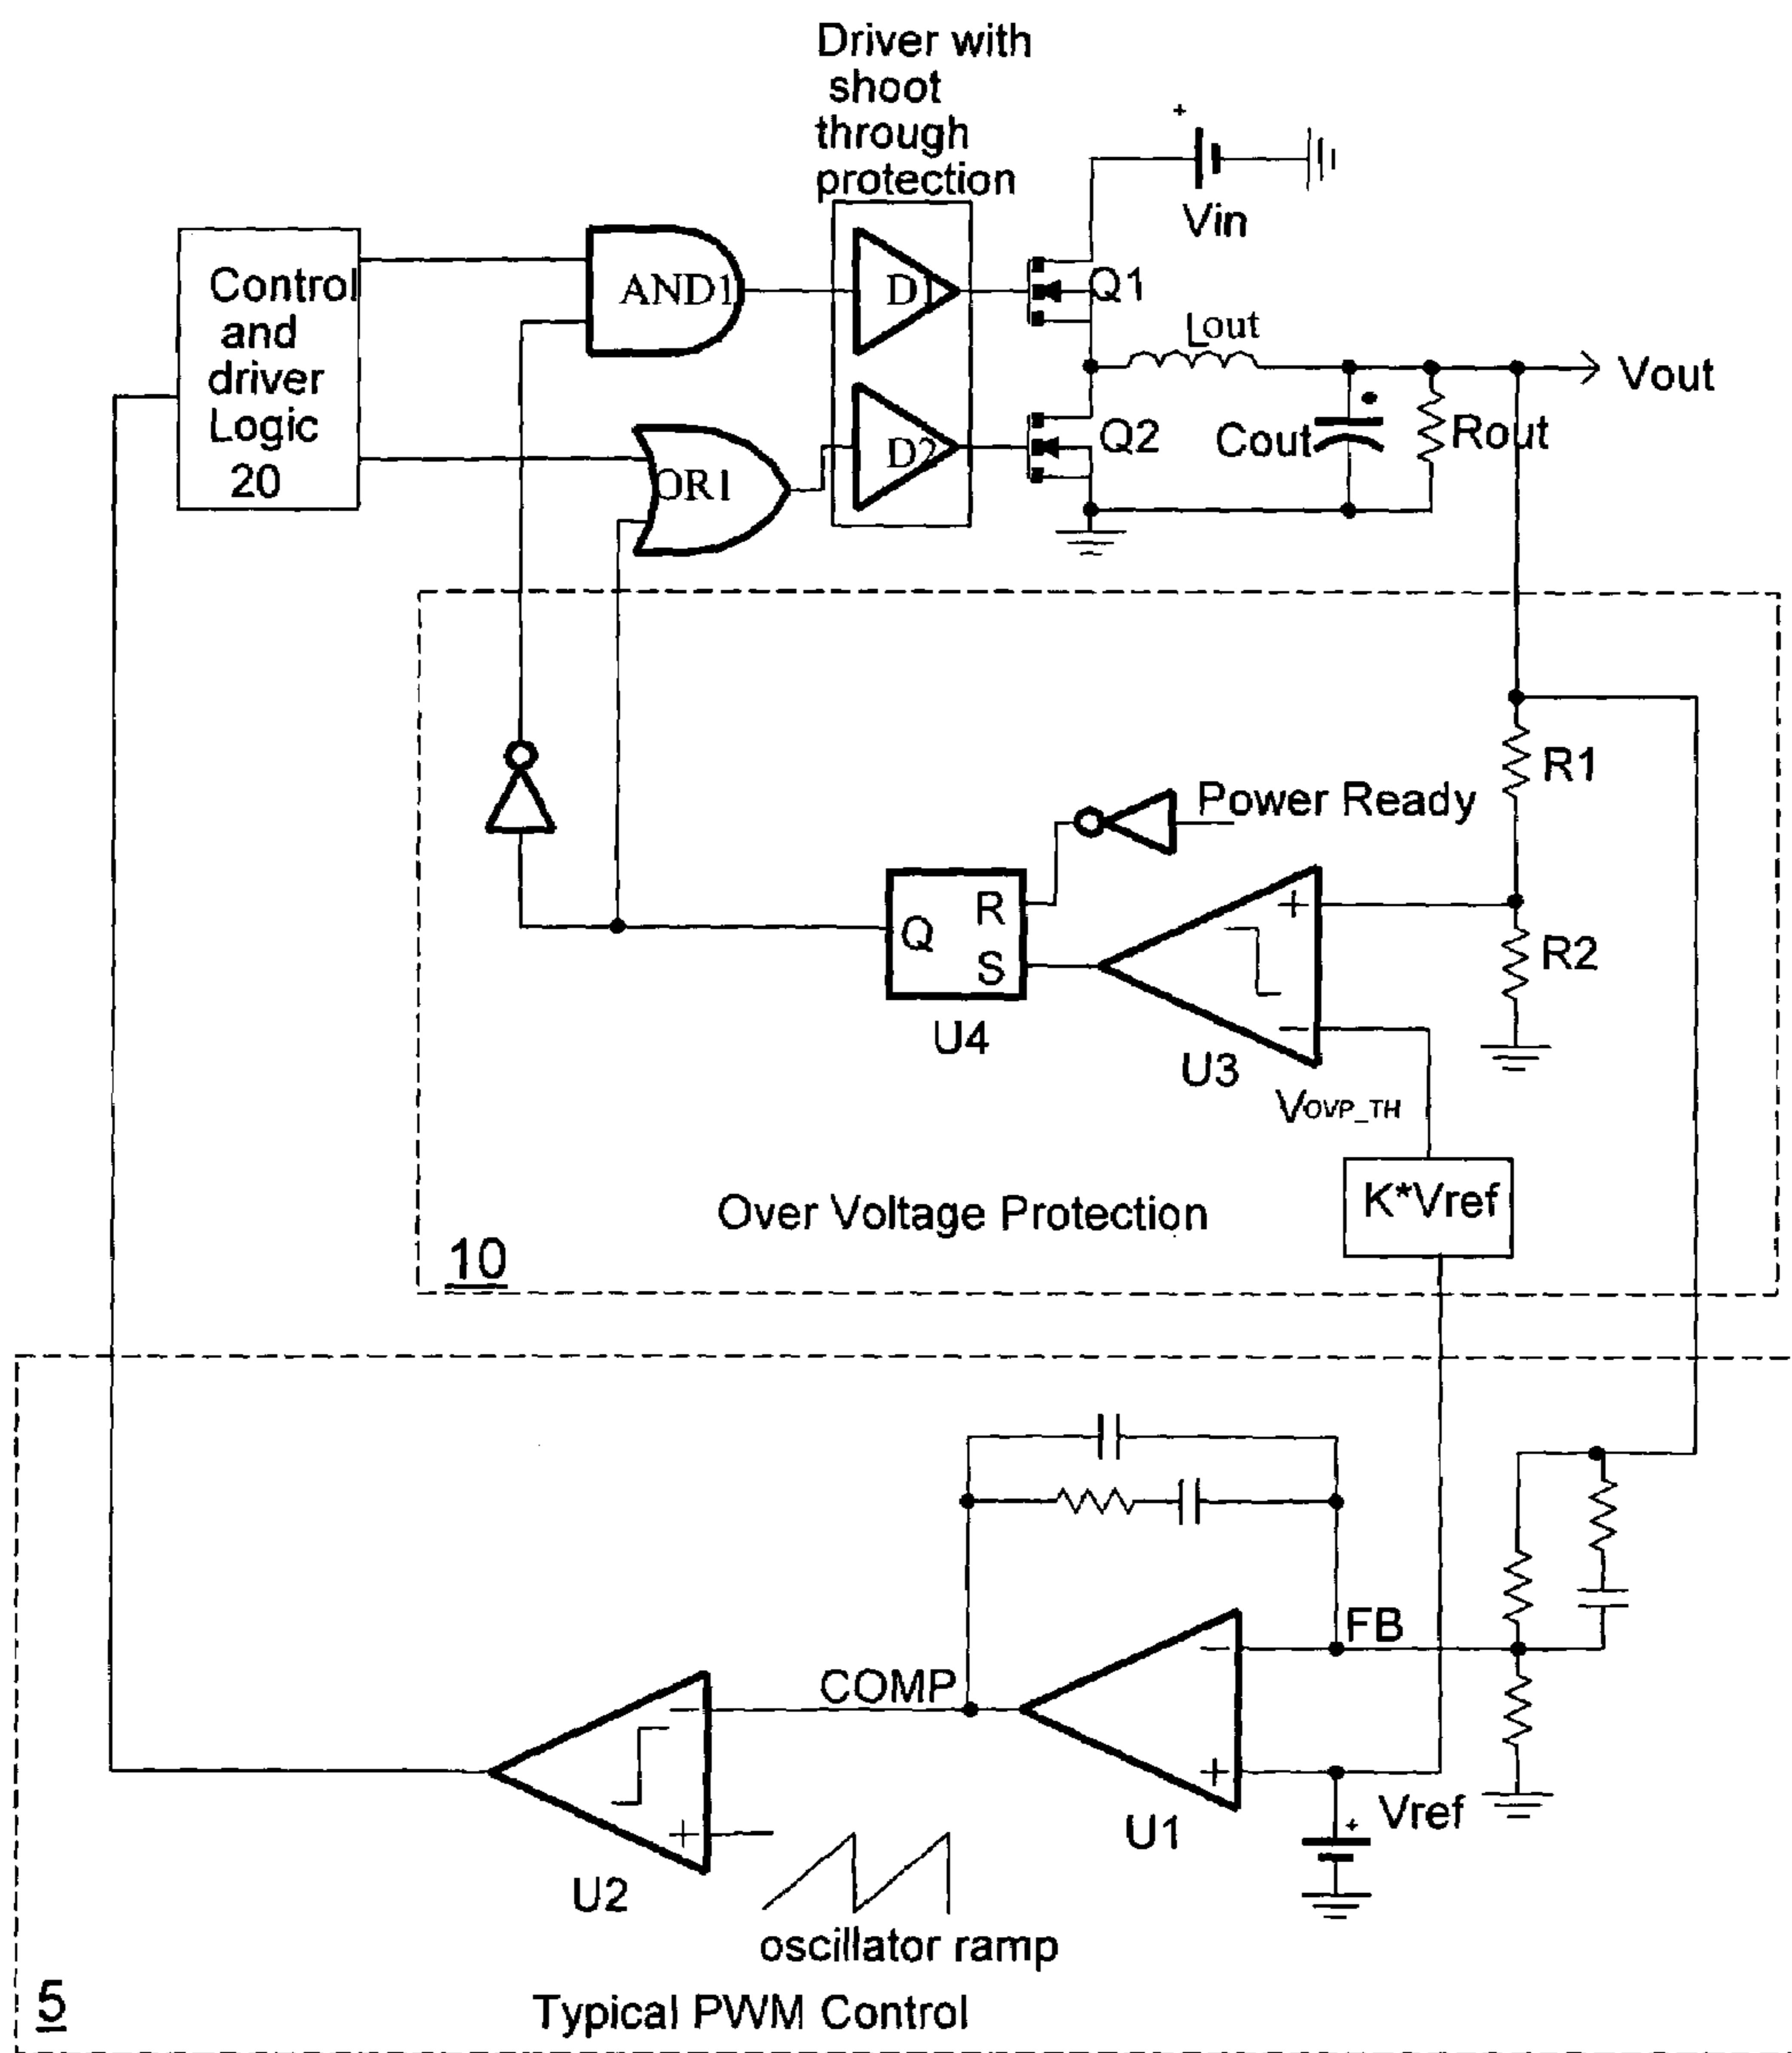 Driver with
shoot
through
protection
+
Vin
Control
and
driver
Logic
20
AND1
D1
Q1
Lout
Vout
OR1
D2
Q2
Cout
Rout
R1
Power Ready
R
Q
S
+
−
R2
U4
U3
VOVP_TH
K*Vref
Over Voltage Protection
10
FB
−
COMP
−
+
U1
Vref
+
+
U2
oscillator ramp
5
Typical PWM Control